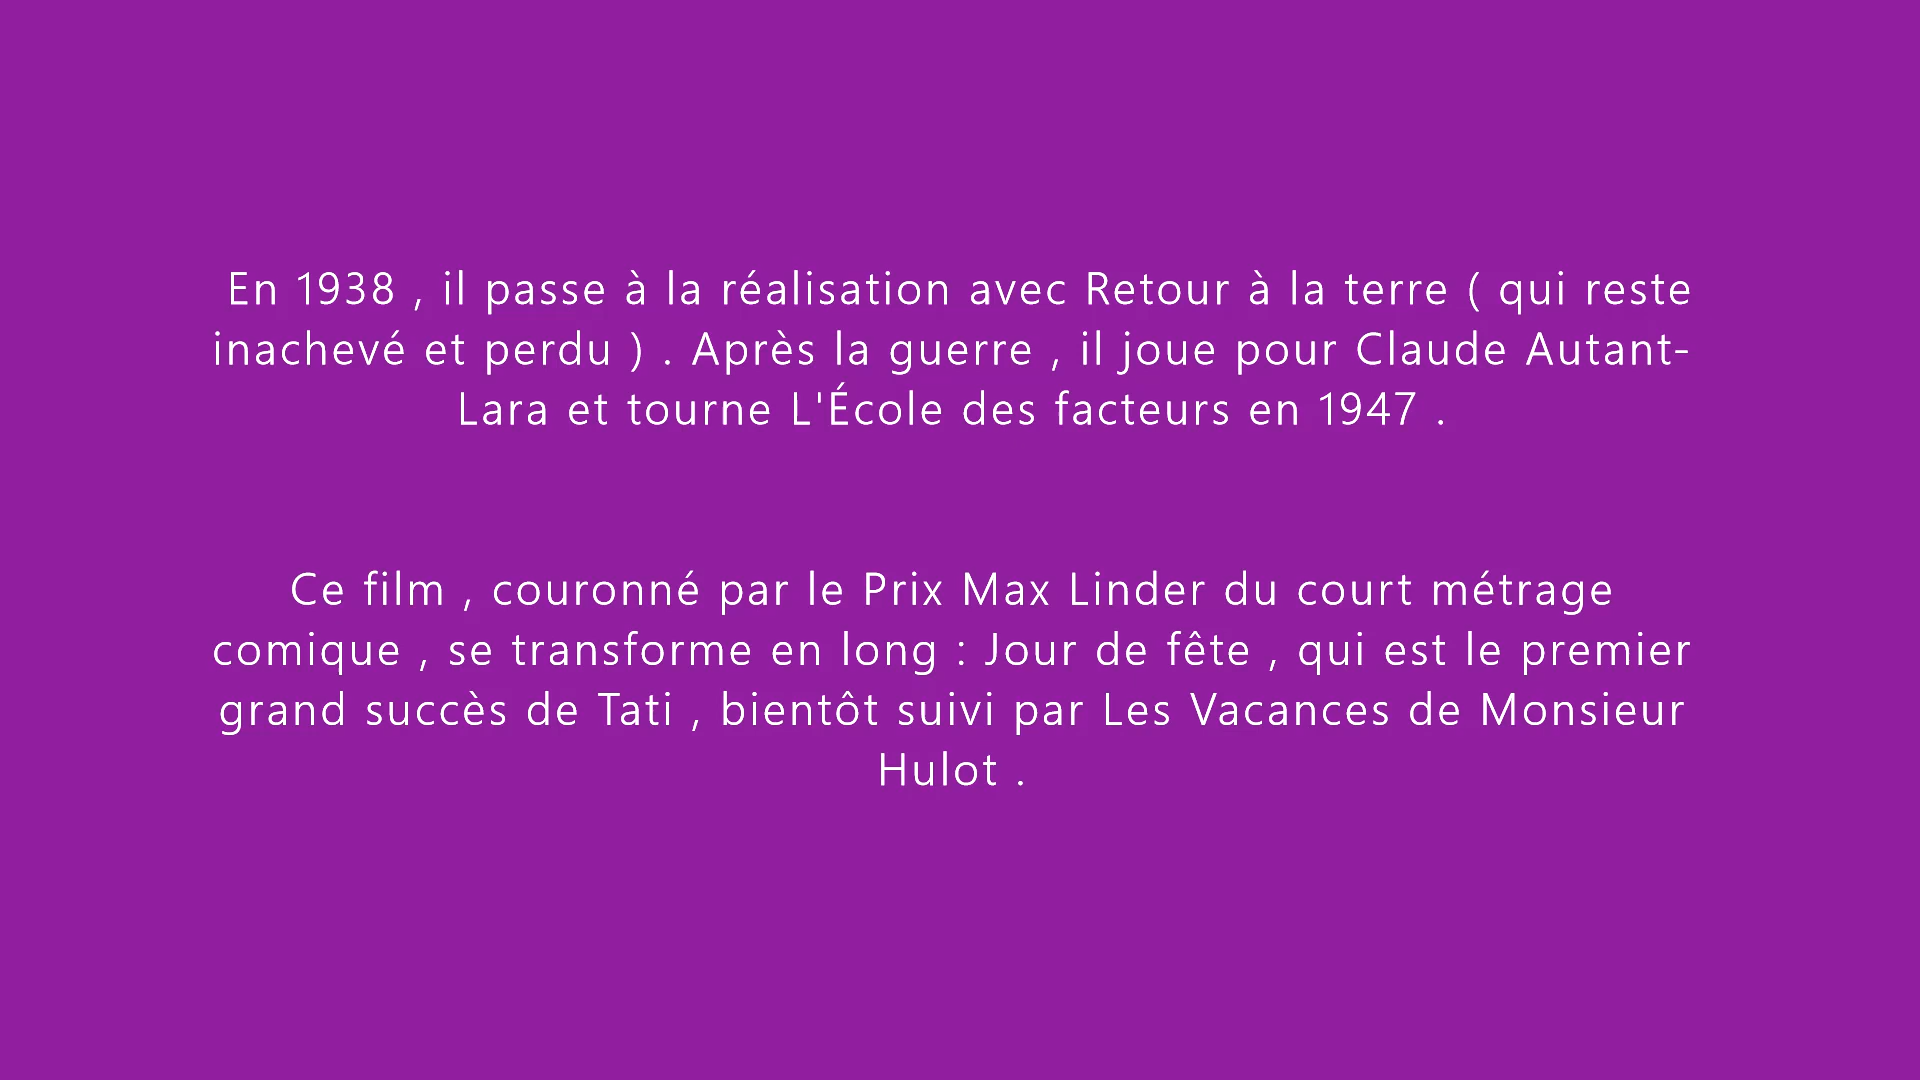 En 1938 , il passe à la réalisation avec Retour à la terre ( qui reste
inachevé et perdu ) . Après la guerre , il joue pour Claude Autant-
Lara et tourne L'École des facteurs en 1947 .
Ce film , couronné par le Prix Max Linder du court métrage
comique , se transforme en long : Jour de fête , qui est le premier
grand succès de Tati , bientôt suivi par Les Vacances de Monsieur
Hulot .